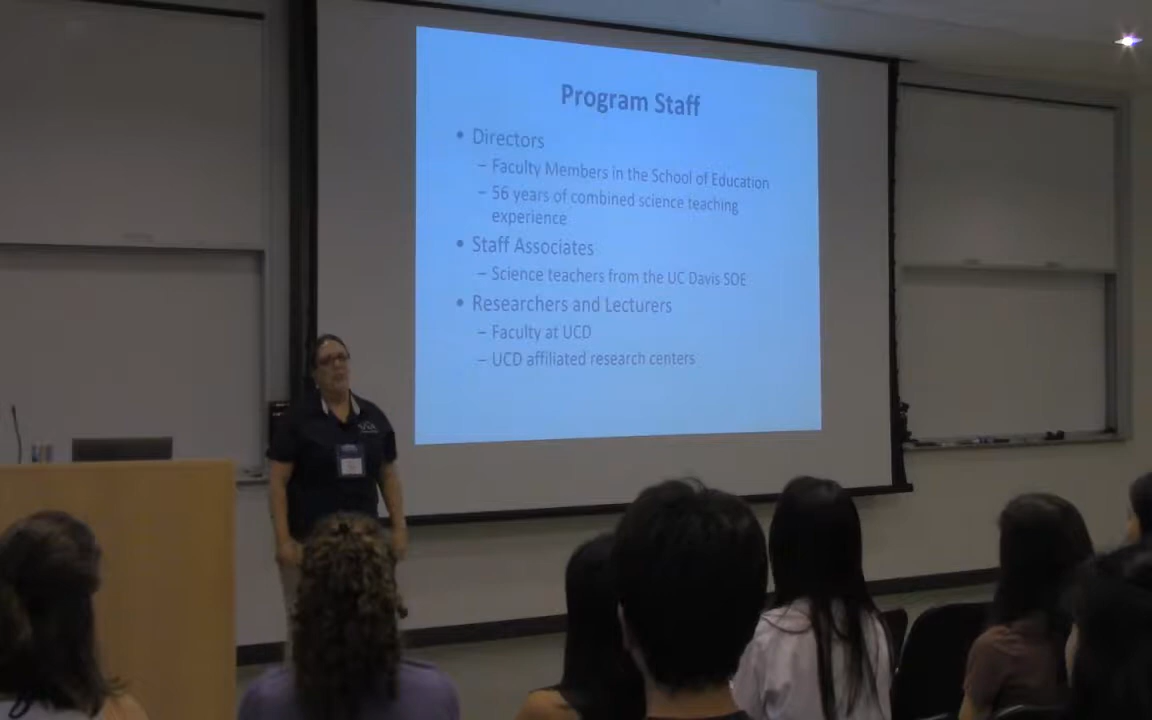 Program Staff
• Directors
– Faculty Members in the School of Education
– 56 years of combined science teaching
experience
• Staff Associates
– Science teachers from the UC Davis SOE
• Researchers and Lecturers
– Faculty at UCD
– UCD affiliated research centers